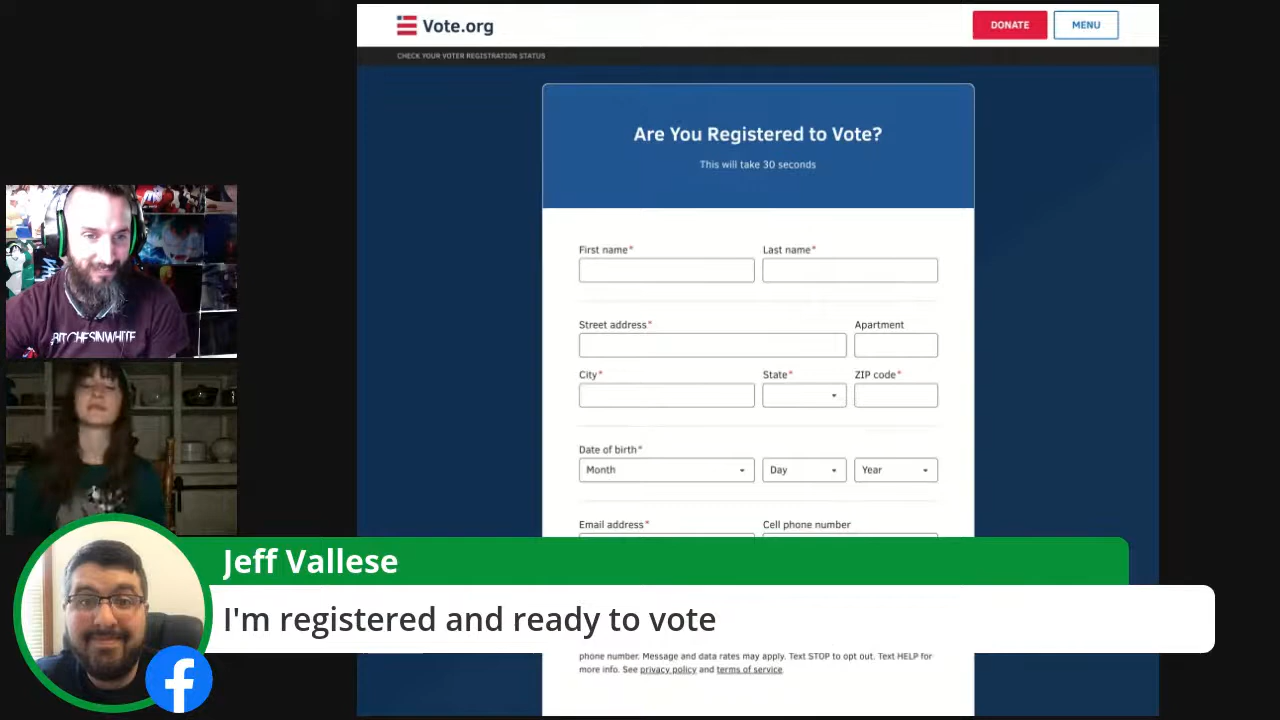 Vote.org
DONATE
MENU
CHECK YOUR VOTER REGISTRATION STATUS
Are You Registered to Vote?
This will take 30 seconds
First name*
Last name*
Street address*
Apartment
City*
State*
ZIP code*
Date of birth*
Month
Day
Year
Email address*
Cell phone number
BITCHESINWHITE
Jeff Vallese
I'm registered and ready to vote
phone number. Message and data rates may apply. Text STOP to opt out. Text HELP for
more info. See privacy policy and terms of service.